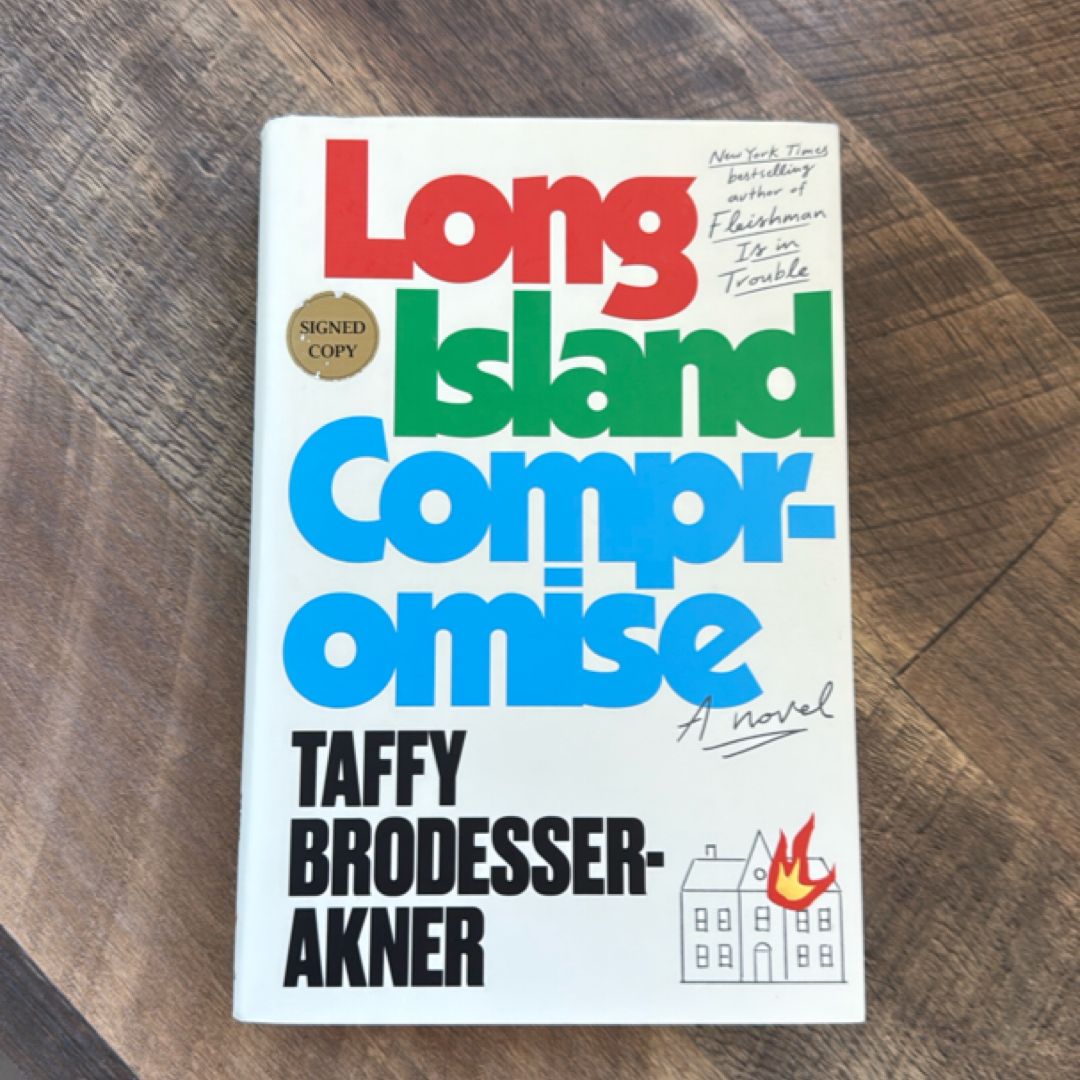 Long
New York Times
bestselling
author of
Fleishman
Is in
Trouble
SIGNED
COPY
Island
Compr-
omise
A novel
TAFFY
BRODESSER-
AKNER